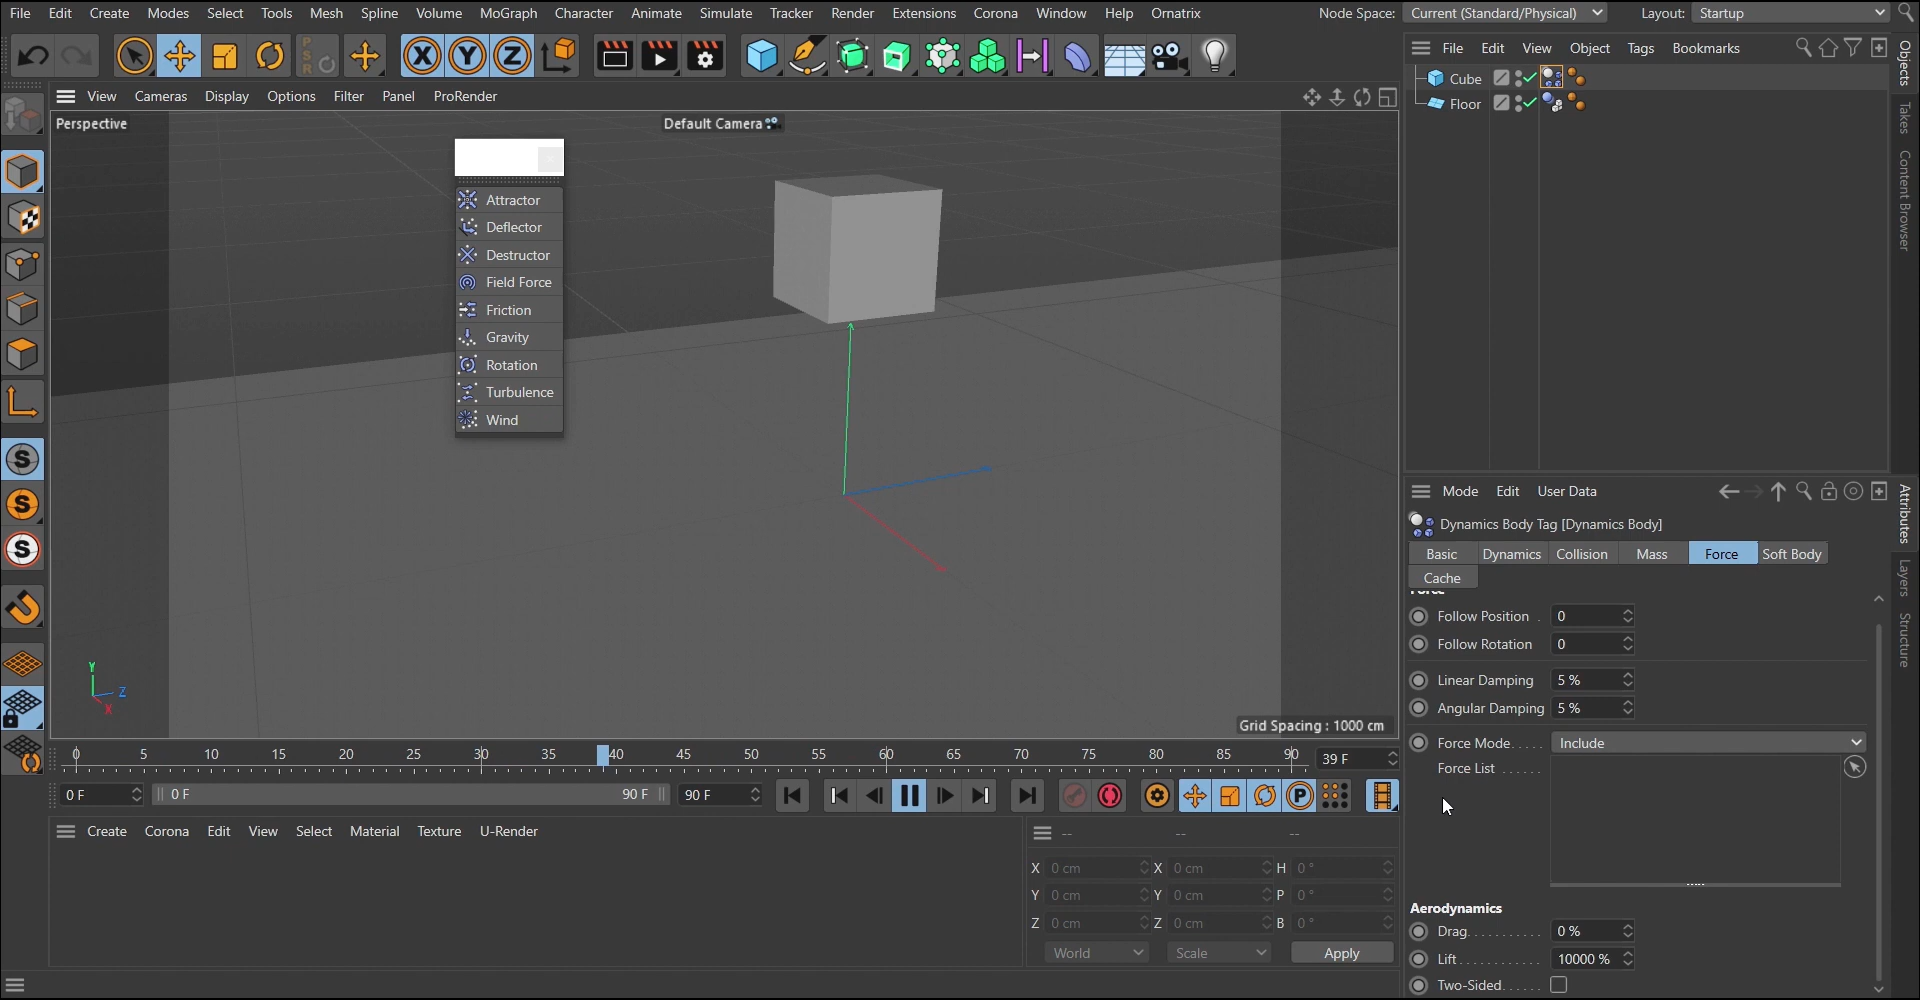 File Edit Create Modes Select Tools Mesh Spline Volume MoGraph Character Animate Simulate Tracker Render Extensions Corona Window Help Ornatrix Node Space: Current (Standard/Physical) Layout: Startup
PSR X Y Z
File Edit View Object Tags Bookmarks
View Cameras Display Options Filter Panel ProRender
Perspective
Default Camera
Cube
Floor
Attractor
Deflector
Destructor
Field Force
Friction
Gravity
Rotation
Turbulence
Wind
S
S
S
Y
Z
X
Grid Spacing : 1000 cm
Objects
Takes
Content Browser
Mode Edit User Data
Dynamics Body Tag [Dynamics Body]
Basic Dynamics Collision Mass Force Soft Body
Cache
Force
Follow Position . 0
Follow Rotation 0
Linear Damping 5 %
Angular Damping 5 %
Force Mode..... Include
Force List ......
Aerodynamics
Drag........... 0 %
Lift............ 10000 %
Two-Sided......
Attributes
Layers
Structure
0 5 10 15 20 25 30 35 40 45 50 55 60 65 70 75 80 85 90 39 F
0 F 0 F 90 F 90 F P
Create Corona Edit View Select Material Texture U-Render
-- -- --
X 0 cm X 0 cm H 0 °
Y 0 cm Y 0 cm P 0 °
Z 0 cm Z 0 cm B 0 °
World Scale Apply